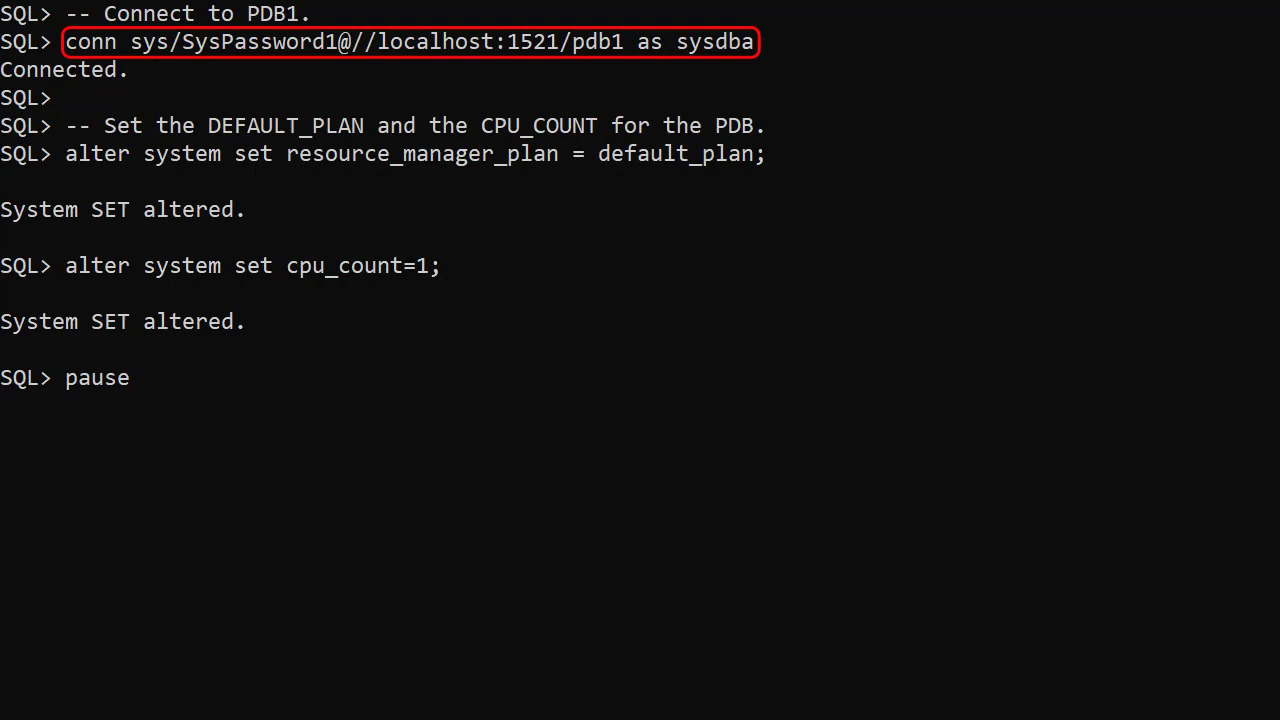 SQL> -- Connect to PDB1.
SQL> conn sys/SysPassword1@//localhost:1521/pdb1 as sysdba
Connected.
SQL>
SQL> -- Set the DEFAULT_PLAN and the CPU_COUNT for the PDB.
SQL> alter system set resource_manager_plan = default_plan;
System SET altered.
SQL> alter system set cpu_count=1;
System SET altered.
SQL> pause